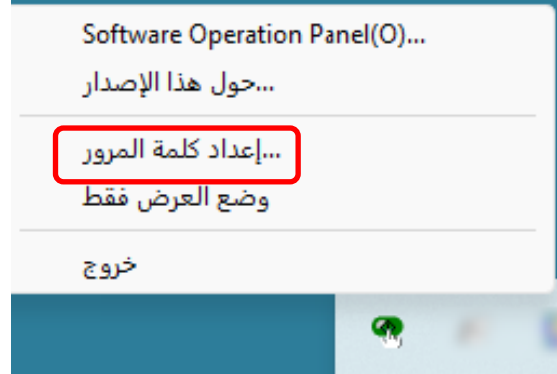 Software Operation Panel(O)...
حول هذا الإصدار...
إعداد كلمة المرور...
وضع العرض فقط
خروج